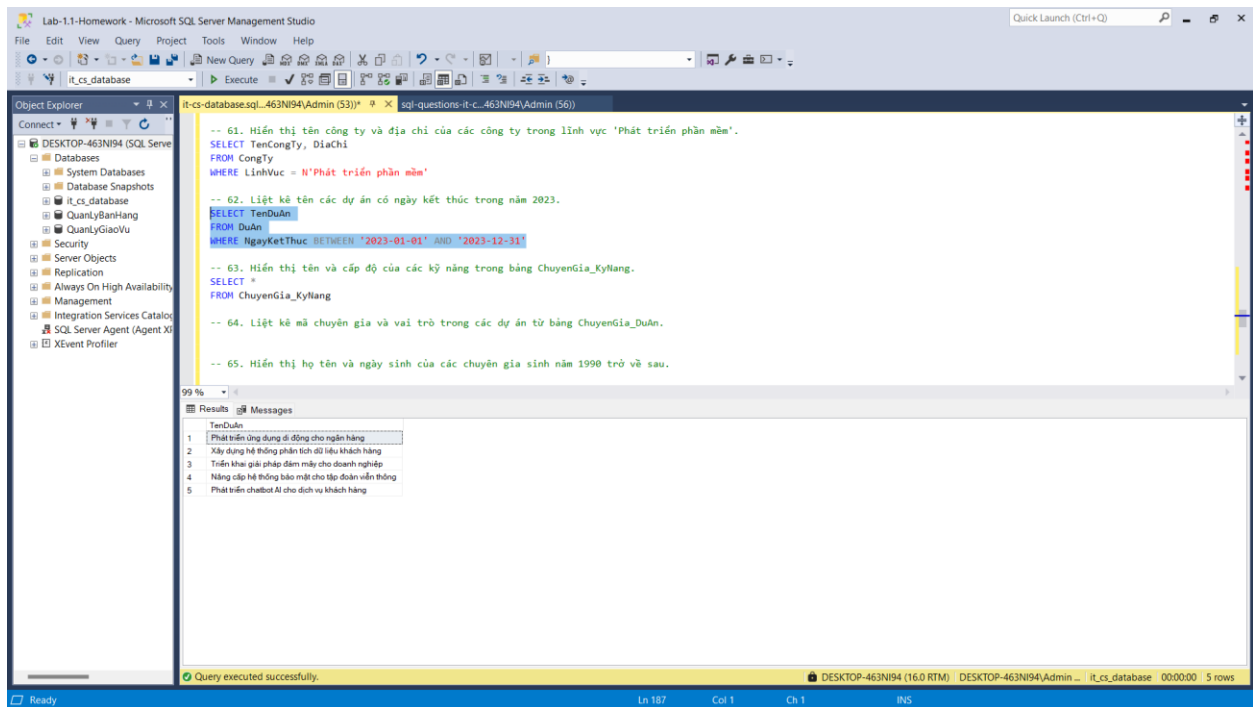 Lab-1.1-Homework - Microsoft SQL Server Management Studio
Quick Launch (Ctrl+Q)
File Edit View Query Project Tools Window Help
New Query
it_cs_database
Execute
Object Explorer
it-cs-database.sql...463NI94\Admin (53))*
sql-questions-it-c...463NI94\Admin (56))
Connect
DESKTOP-463NI94 (SQL Serve
Databases
System Databases
Database Snapshots
it_cs_database
QuanLyBanHang
QuanLyGiaoVu
Security
Server Objects
Replication
Always On High Availability
Management
Integration Services Catalog
SQL Server Agent (Agent XP
XEvent Profiler
-- 61. Hiển thị tên công ty và địa chỉ của các công ty trong lĩnh vực 'Phát triển phần mềm'.
SELECT TenCongTy, DiaChi
FROM CongTy
WHERE LinhVuc = N'Phát triển phần mềm'
-- 62. Liệt kê tên các dự án có ngày kết thúc trong năm 2023.
SELECT TenDuAn
FROM DuAn
WHERE NgayKetThuc BETWEEN '2023-01-01' AND '2023-12-31'
-- 63. Hiển thị tên và cấp độ của các kỹ năng trong bảng ChuyenGia_KyNang.
SELECT *
FROM ChuyenGia_KyNang
-- 64. Liệt kê mã chuyên gia và vai trò trong các dự án từ bảng ChuyenGia_DuAn.
-- 65. Hiển thị họ tên và ngày sinh của các chuyên gia sinh năm 1990 trở về sau.
99 %
Results Messages
TenDuAn
1 Phát triển ứng dụng di động cho ngân hàng
2 Xây dựng hệ thống phân tích dữ liệu khách hàng
3 Triển khai giải pháp đám mây cho doanh nghiệp
4 Nâng cấp hệ thống bảo mật cho tập đoàn viễn thông
5 Phát triển chatbot AI cho dịch vụ khách hàng
Query executed successfully.
DESKTOP-463NI94 (16.0 RTM) DESKTOP-463NI94\Admin ... it_cs_database 00:00:00 5 rows
Ready Ln 187 Col 1 Ch 1 INS